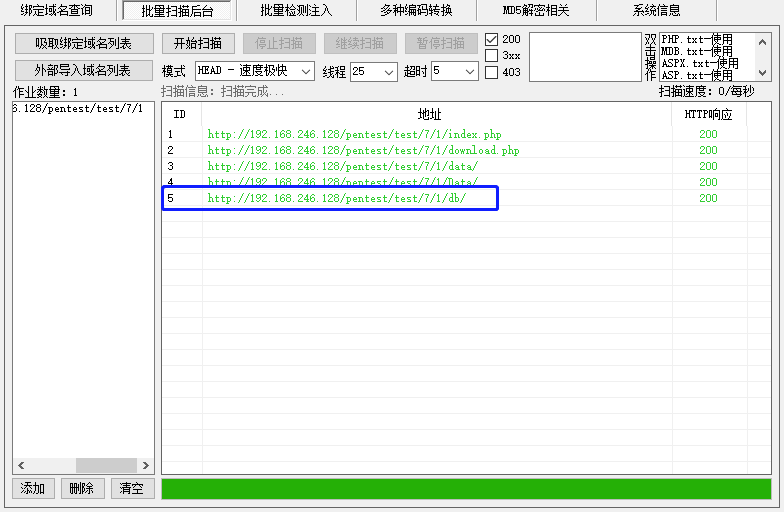 绑定域名查询 批量扫描后台 批量检测注入 多种编码转换 MD5解密相关 系统信息
吸取绑定域名列表 开始扫描 停止扫描 继续扫描 暂停扫描 200 双击操作 PHP.txt-使用
3xx MDB.txt-使用
外部导入域名列表 模式 HEAD - 速度极快 线程 25 超时 5 403 ASPX.txt-使用
ASP.txt-使用
作业数量: 1 扫描信息: 扫描完成... 扫描速度: 0/每秒
6.128/pentest/test/7/1 ID 地址 HTTP响应
1 http://192.168.246.128/pentest/test/7/1/index.php 200
2 http://192.168.246.128/pentest/test/7/1/download.php 200
3 http://192.168.246.128/pentest/test/7/1/data/ 200
4 http://192.168.246.128/pentest/test/7/1/Data/ 200
5 http://192.168.246.128/pentest/test/7/1/db/ 200
添加 删除 清空